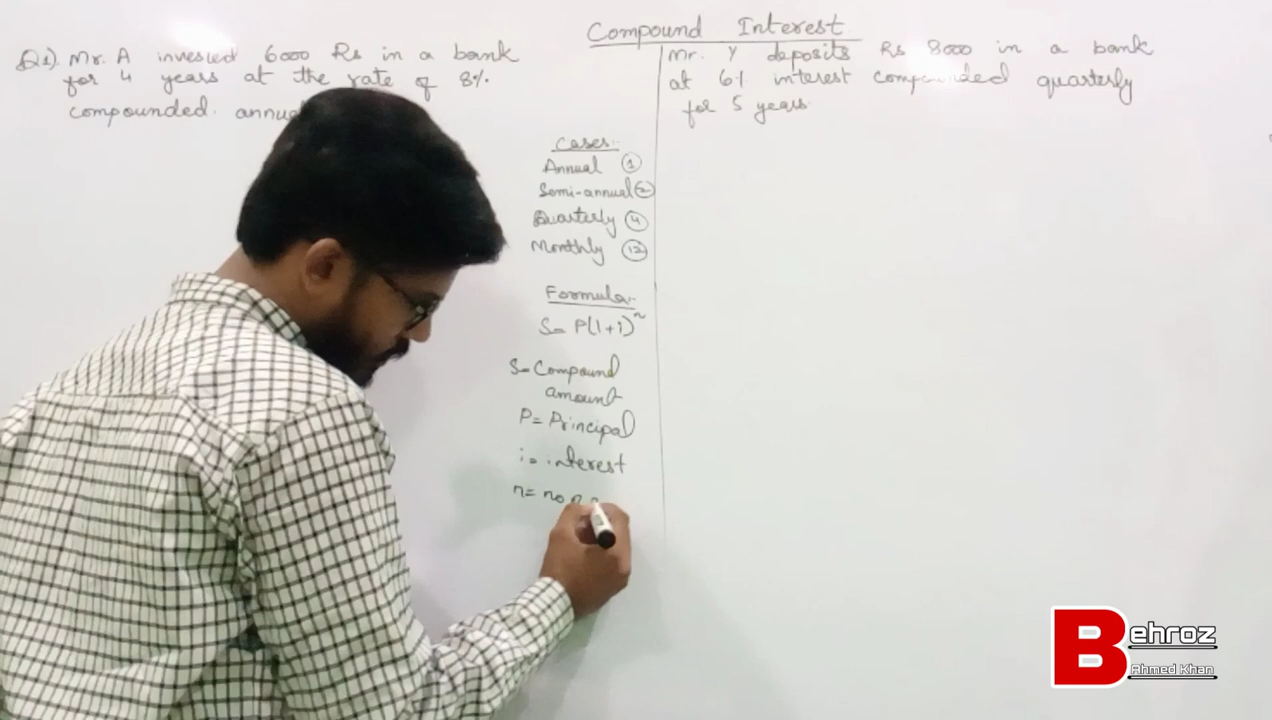 Compound Interest
Q1). Mr. A invested 6000 Rs in a bank
for 4 years at the rate of 8%.
compounded. annua
Cases:-
Annual ①
Semi-annual ②
Quarterly ④
Monthly ⑫
Formula:-
S= P(1+i)^n
S= Compound
amount
P= Principal
i= interest
n= no
Mr. Y deposits Rs 8000 in a bank
at 6% interest compounded quarterly
for 5 years.
Behroz
Ahmed Khan